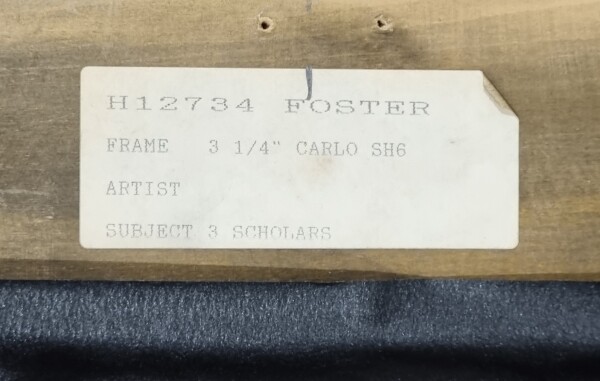 H12734 FOSTER
FRAME 3 1/4" CARLO SH6
ARTIST
SUBJECT 3 SCHOLARS